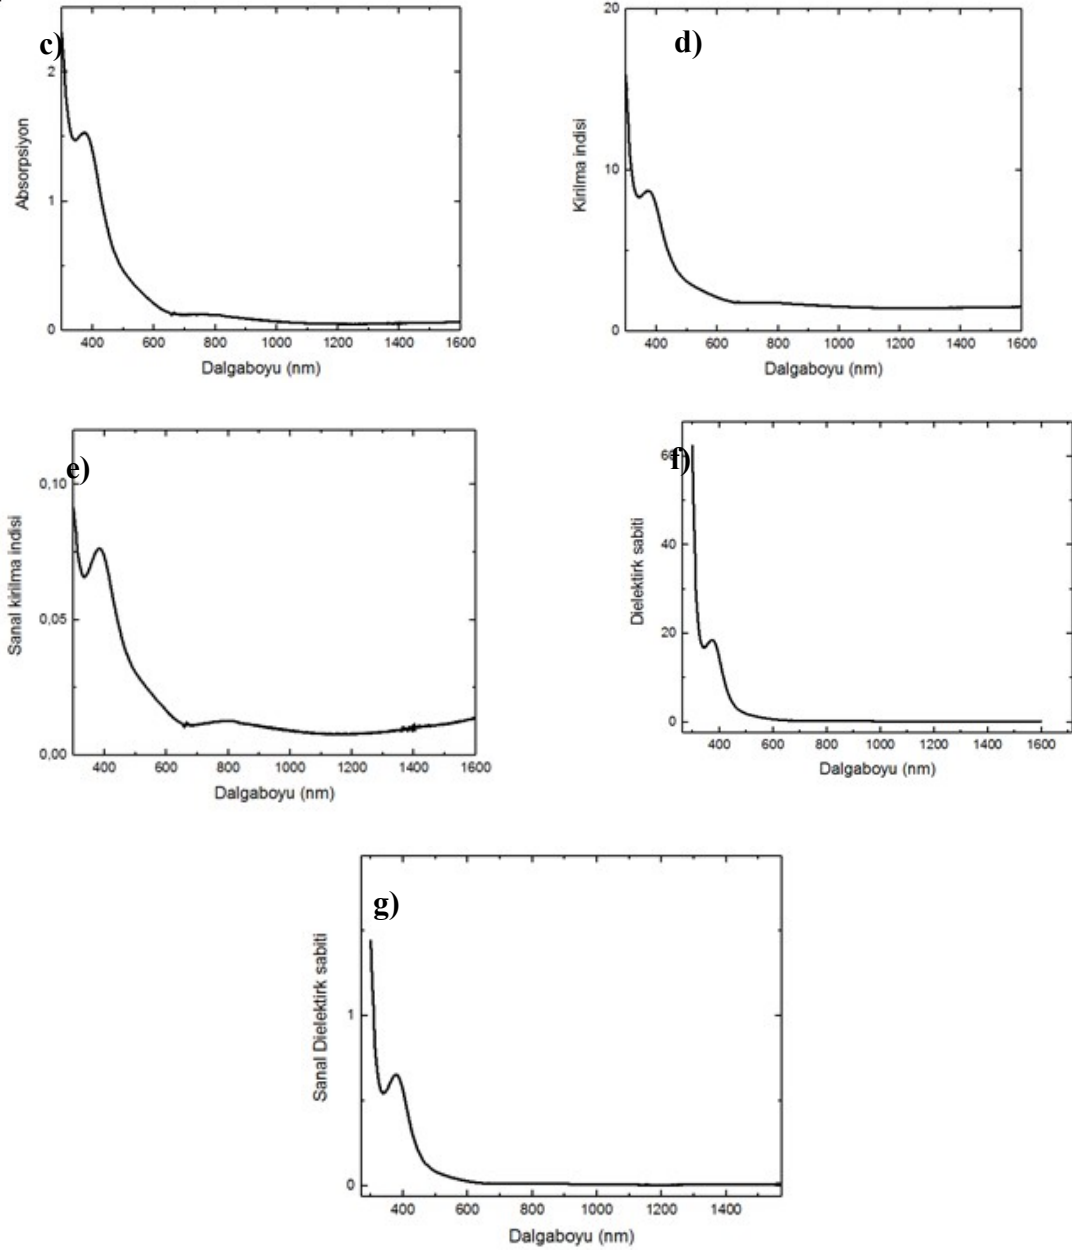 c)
Absorpsiyon
2
1
0
400 600 800 1000 1200 1400 1600
Dalgaboyu (nm)
d)
Kirilma indisi
20
10
0
400 600 800 1000 1200 1400 1600
Dalgaboyu (nm)
e)
Sanal kirilma indisi
0,10
0,05
0,00
400 600 800 1000 1200 1400 1600
Dalgaboyu (nm)
f)
Dielektirk sabiti
40
20
0
400 600 800 1000 1200 1400 1600
Dalgaboyu (nm)
g)
Sanal Dielektirk sabiti
1
0
400 600 800 1000 1200 1400
Dalgaboyu (nm)